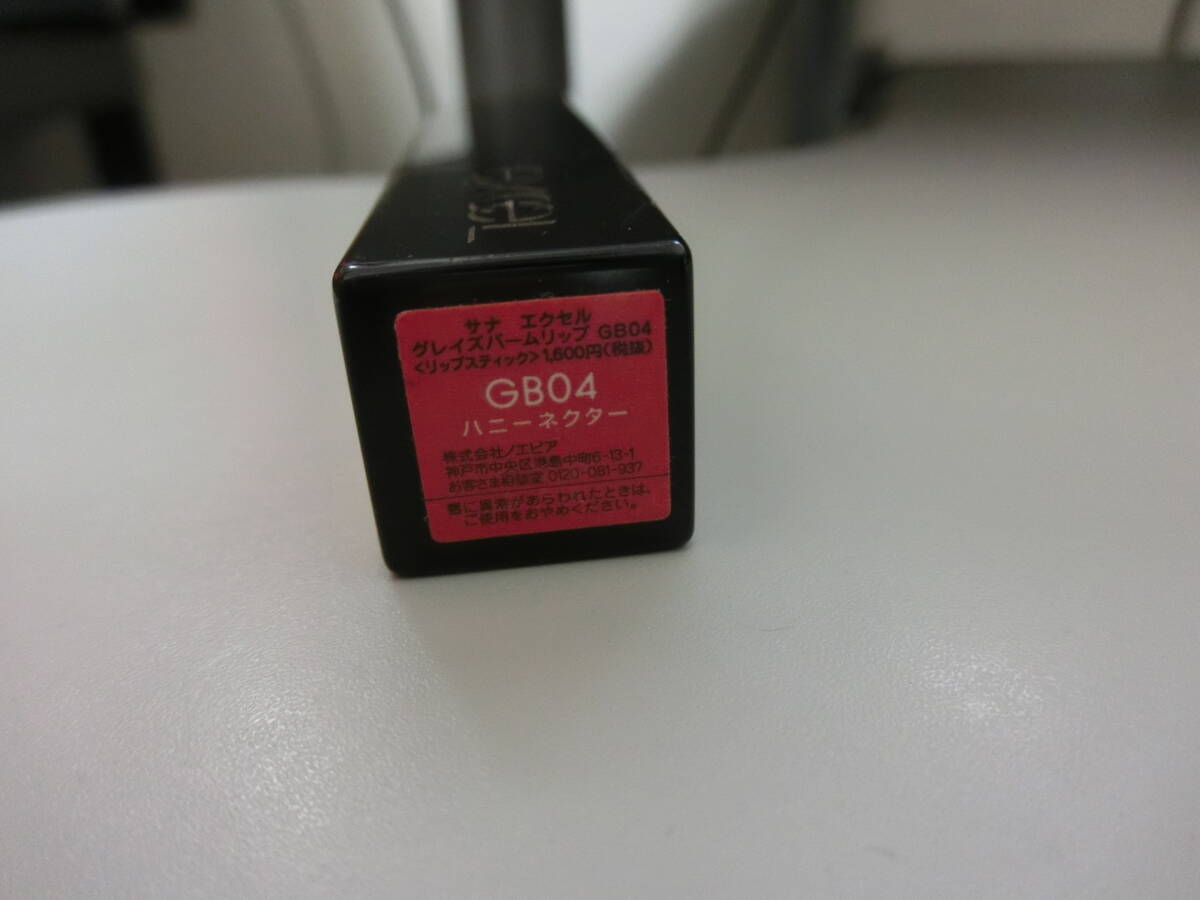 サナ エクセル
グレイズバームリップ GB04
<リップスティック>1,600円(税抜)
GB04
ハニーネクター
株式会社ノエビア
神戸市中央区港島中町6-13-1
お客さま相談室 0120-081-937
唇に異常があらわれたときは、
ご使用をおやめください。